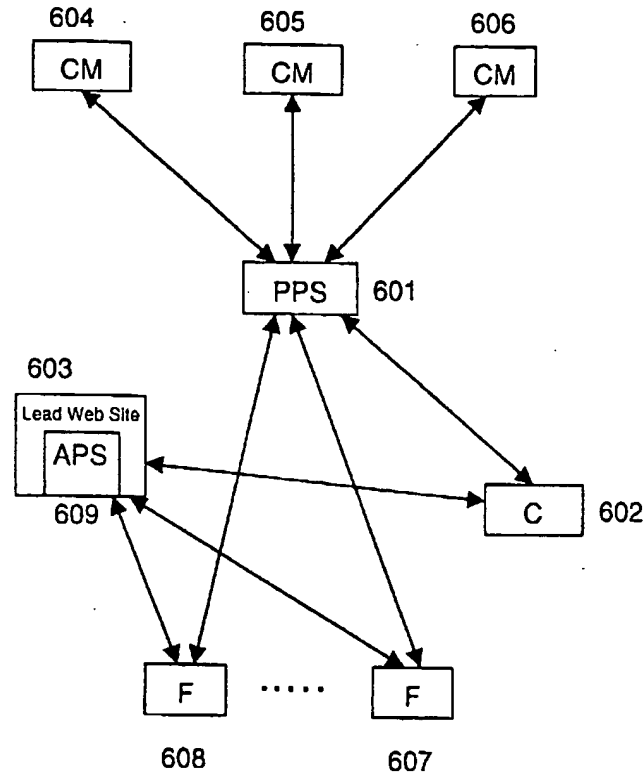 604
605
606
CM
CM
CM
PPS
601
603
Lead Web Site
APS
609
C
602
F
.....
F
608
607